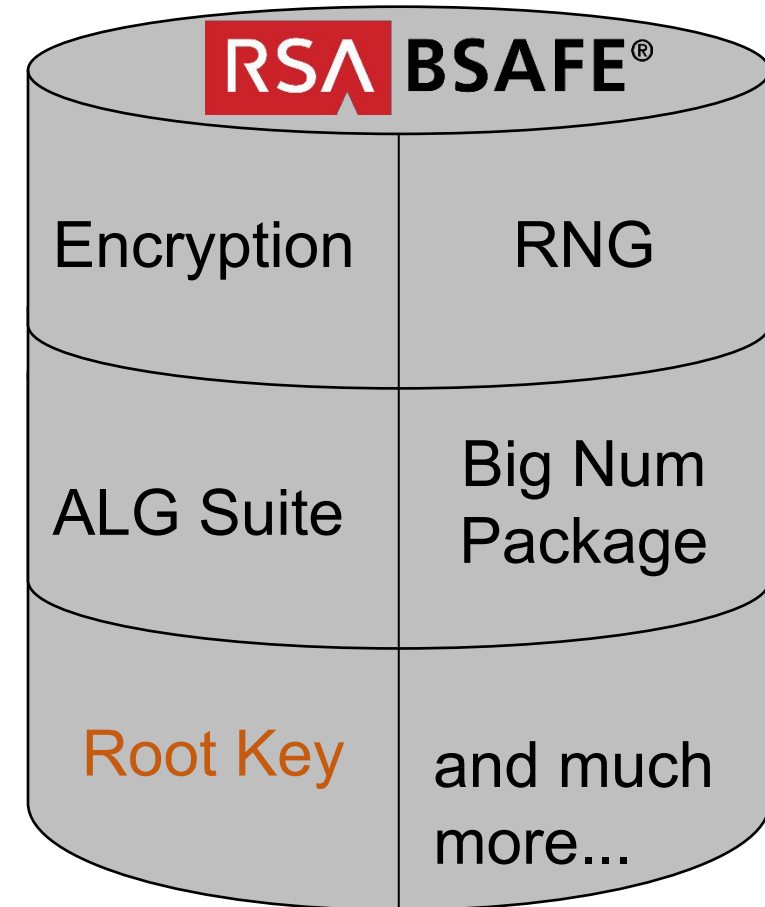 RSA BSAFE®
Encryption
RNG
ALG Suite
Big Num
Package
Root Key
and much
more...